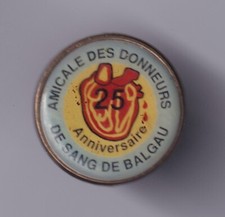 AMICALE DES DONNEURS
25
Anniversaire
DE SANG DE BALGAU